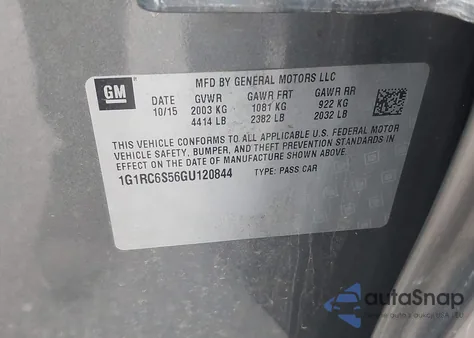 GM
MFD BY GENERAL MOTORS LLC
DATE GVWR GAWR FRT GAWR RR
10/15 2003 KG 1081 KG 922 KG
4414 LB 2382 LB 2032 LB
THIS VEHICLE CONFORMS TO ALL APPLICABLE U.S. FEDERAL MOTOR
VEHICLE SAFETY, BUMPER, AND THEFT PREVENTION STANDARDS IN
EFFECT ON THE DATE OF MANUFACTURE SHOWN ABOVE.
1G1RC6S56GU120844 TYPE: PASS CAR
autoSnap